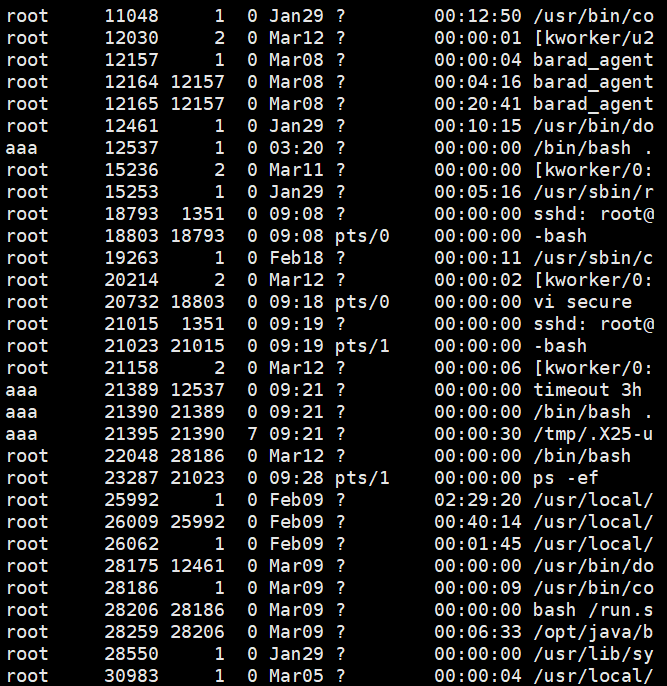 root     11048     1  0 Jan29 ?        00:12:50 /usr/bin/co
root     12030     2  0 Mar12 ?        00:00:01 [kworker/u2
root     12157     1  0 Mar08 ?        00:00:04 barad_agent
root     12164 12157  0 Mar08 ?        00:04:16 barad_agent
root     12165 12157  0 Mar08 ?        00:20:41 barad_agent
root     12461     1  0 Jan29 ?        00:10:15 /usr/bin/do
aaa      12537     1  0 03:20 ?        00:00:00 /bin/bash .
root     15236     2  0 Mar11 ?        00:00:00 [kworker/0:
root     15253     1  0 Jan29 ?        00:05:16 /usr/sbin/r
root     18793  1351  0 09:08 ?        00:00:00 sshd: root@
root     18803 18793  0 09:08 pts/0    00:00:00 -bash
root     19263     1  0 Feb18 ?        00:00:11 /usr/sbin/c
root     20214     2  0 Mar12 ?        00:00:02 [kworker/0:
root     20732 18803  0 09:18 pts/0    00:00:00 vi secure
root     21015  1351  0 09:19 ?        00:00:00 sshd: root@
root     21023 21015  0 09:19 pts/1    00:00:00 -bash
root     21158     2  0 Mar12 ?        00:00:06 [kworker/0:
aaa      21389 12537  0 09:21 ?        00:00:00 timeout 3h
aaa      21390 21389  0 09:21 ?        00:00:00 /bin/bash .
aaa      21395 21390  7 09:21 ?        00:00:30 /tmp/.X25-u
root     22048 28186  0 Mar12 ?        00:00:00 /bin/bash
root     23287 21023  0 09:28 pts/1    00:00:00 ps -ef
root     25992     1  0 Feb09 ?        02:29:20 /usr/local/
root     26009 25992  0 Feb09 ?        00:40:14 /usr/local/
root     26062     1  0 Feb09 ?        00:01:45 /usr/local/
root     28175 12461  0 Mar09 ?        00:00:00 /usr/bin/do
root     28186     1  0 Mar09 ?        00:00:09 /usr/bin/co
root     28206 28186  0 Mar09 ?        00:00:00 bash /run.s
root     28259 28206  0 Mar09 ?        00:06:33 /opt/java/b
root     28550     1  0 Jan29 ?        00:00:00 /usr/lib/sy
root     30983     1  0 Mar05 ?        00:00:04 /usr/local/